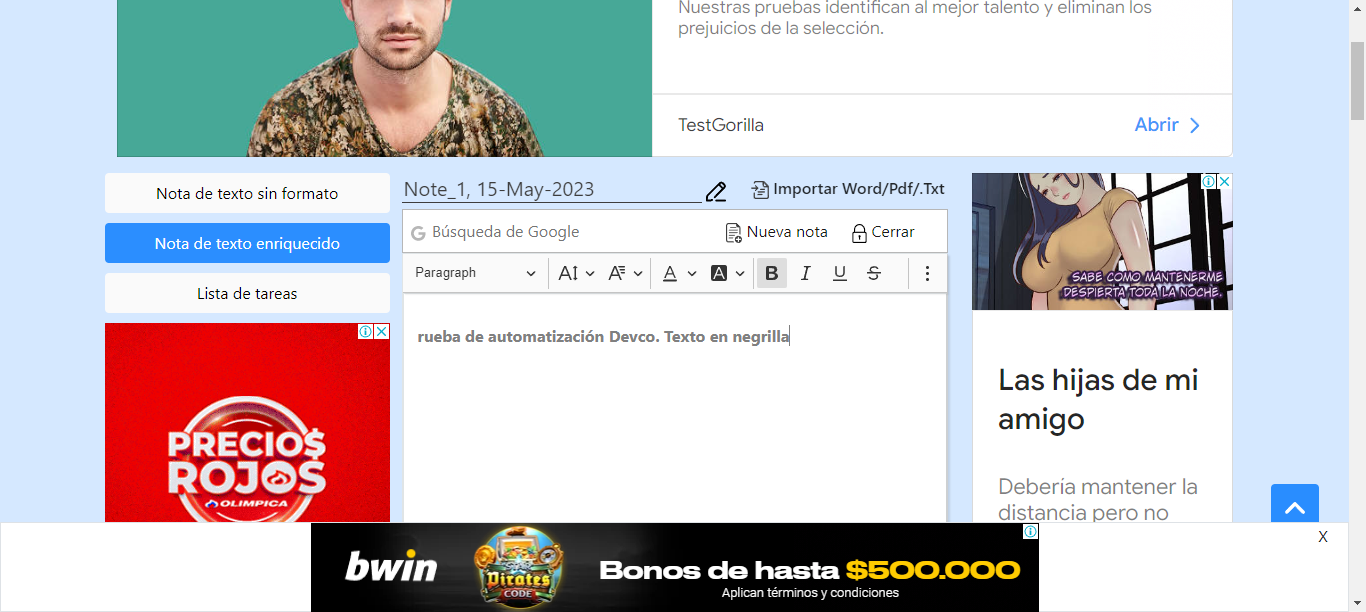 Nuestras pruebas identifican al mejor talento y eliminan los
prejuicios de la selección.
TestGorilla
Abrir
Nota de texto sin formato
Nota de texto enriquecido
Lista de tareas
Note_1, 15-May-2023
Importar Word/Pdf/.Txt
Búsqueda de Google
Nueva nota
Cerrar
Paragraph
rueba de automatización Devco. Texto en negrilla
PRECIO$
ROJOS
OLIMPICA
SABE COMO MANTENERME
DESPIERTA TODA LA NOCHE.
Las hijas de mi
amigo
Debería mantener la
distancia pero no
bwin
STAR
Pirates
CODE
Bonos de hasta $500.000
Aplican términos y condiciones
X